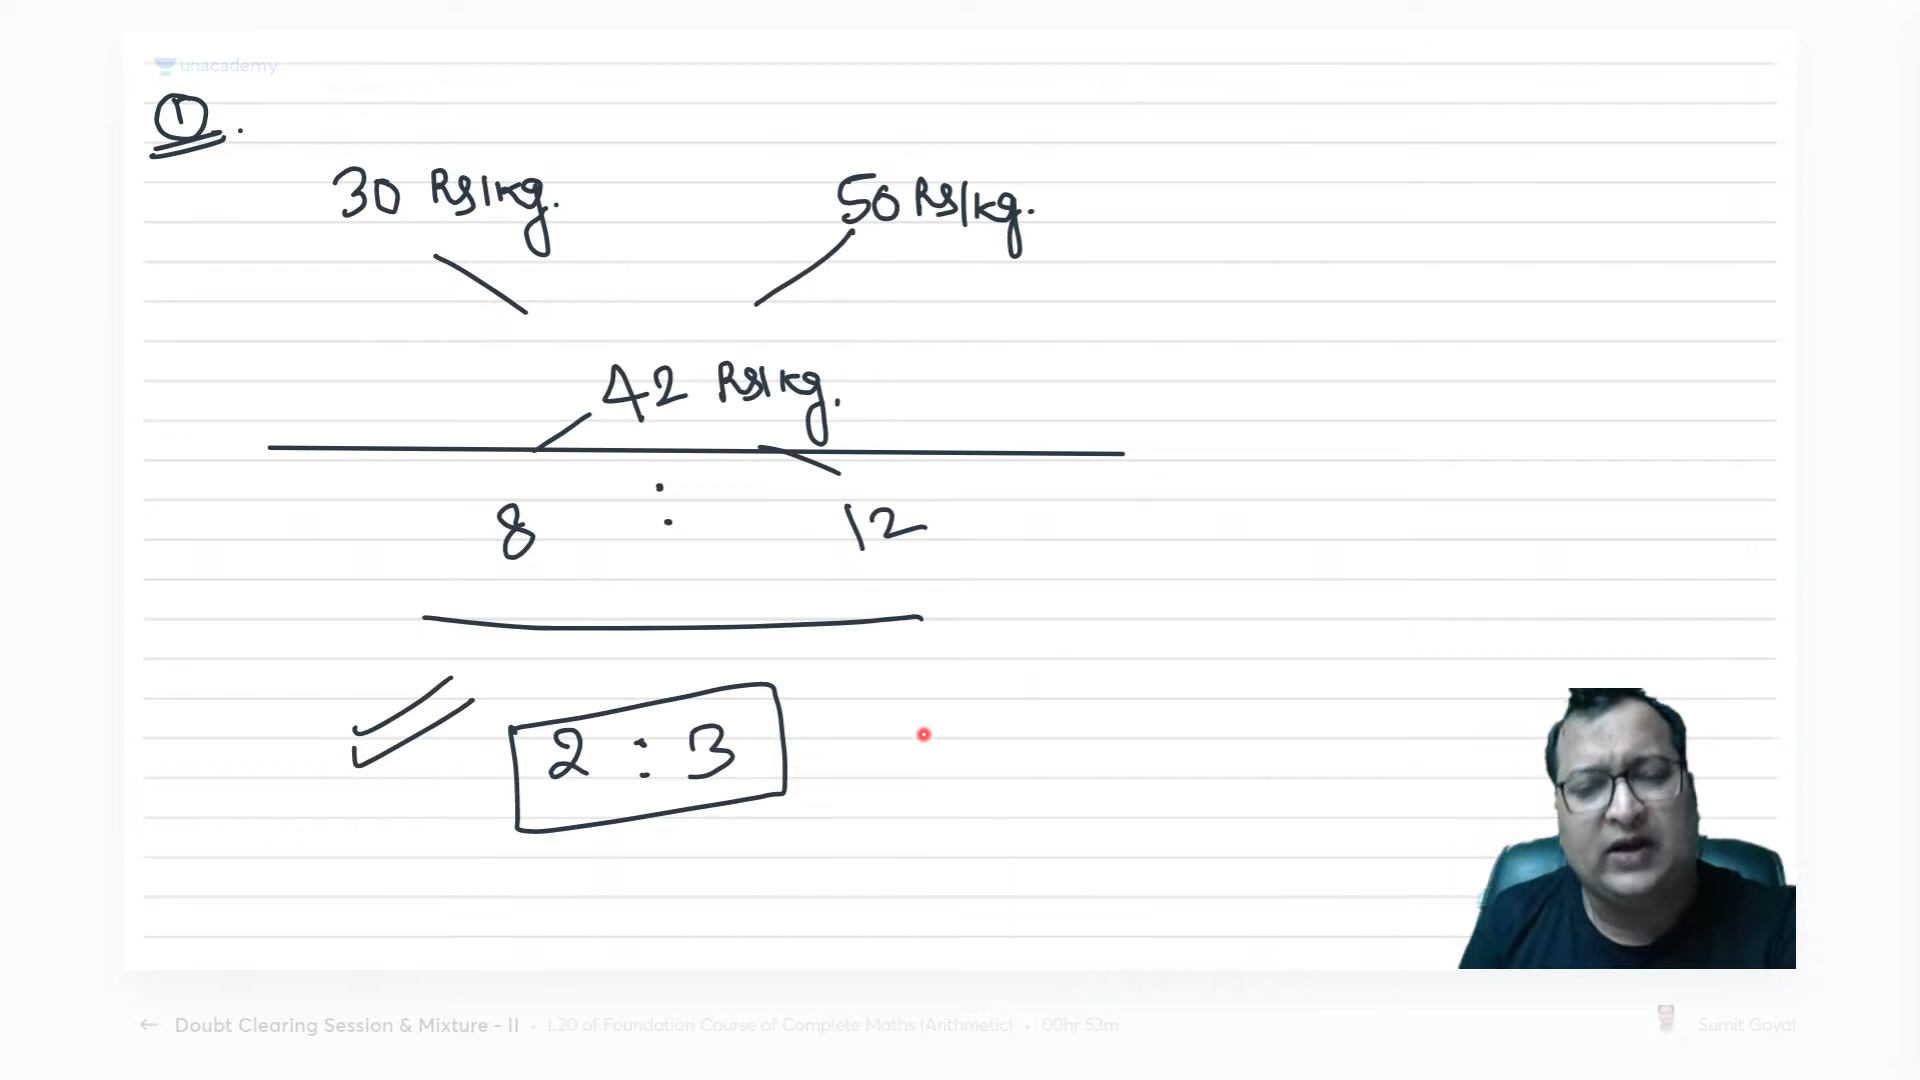 unacademy
1.
30 Rs/kg. 50 Rs/kg.
42 Rs/kg.
8 : 12
2 : 3
← Doubt Clearing Session & Mixture - II • L20 of Foundation Course of Complete Maths (Arithmetic) • 00hr 53m Sumit Goyal